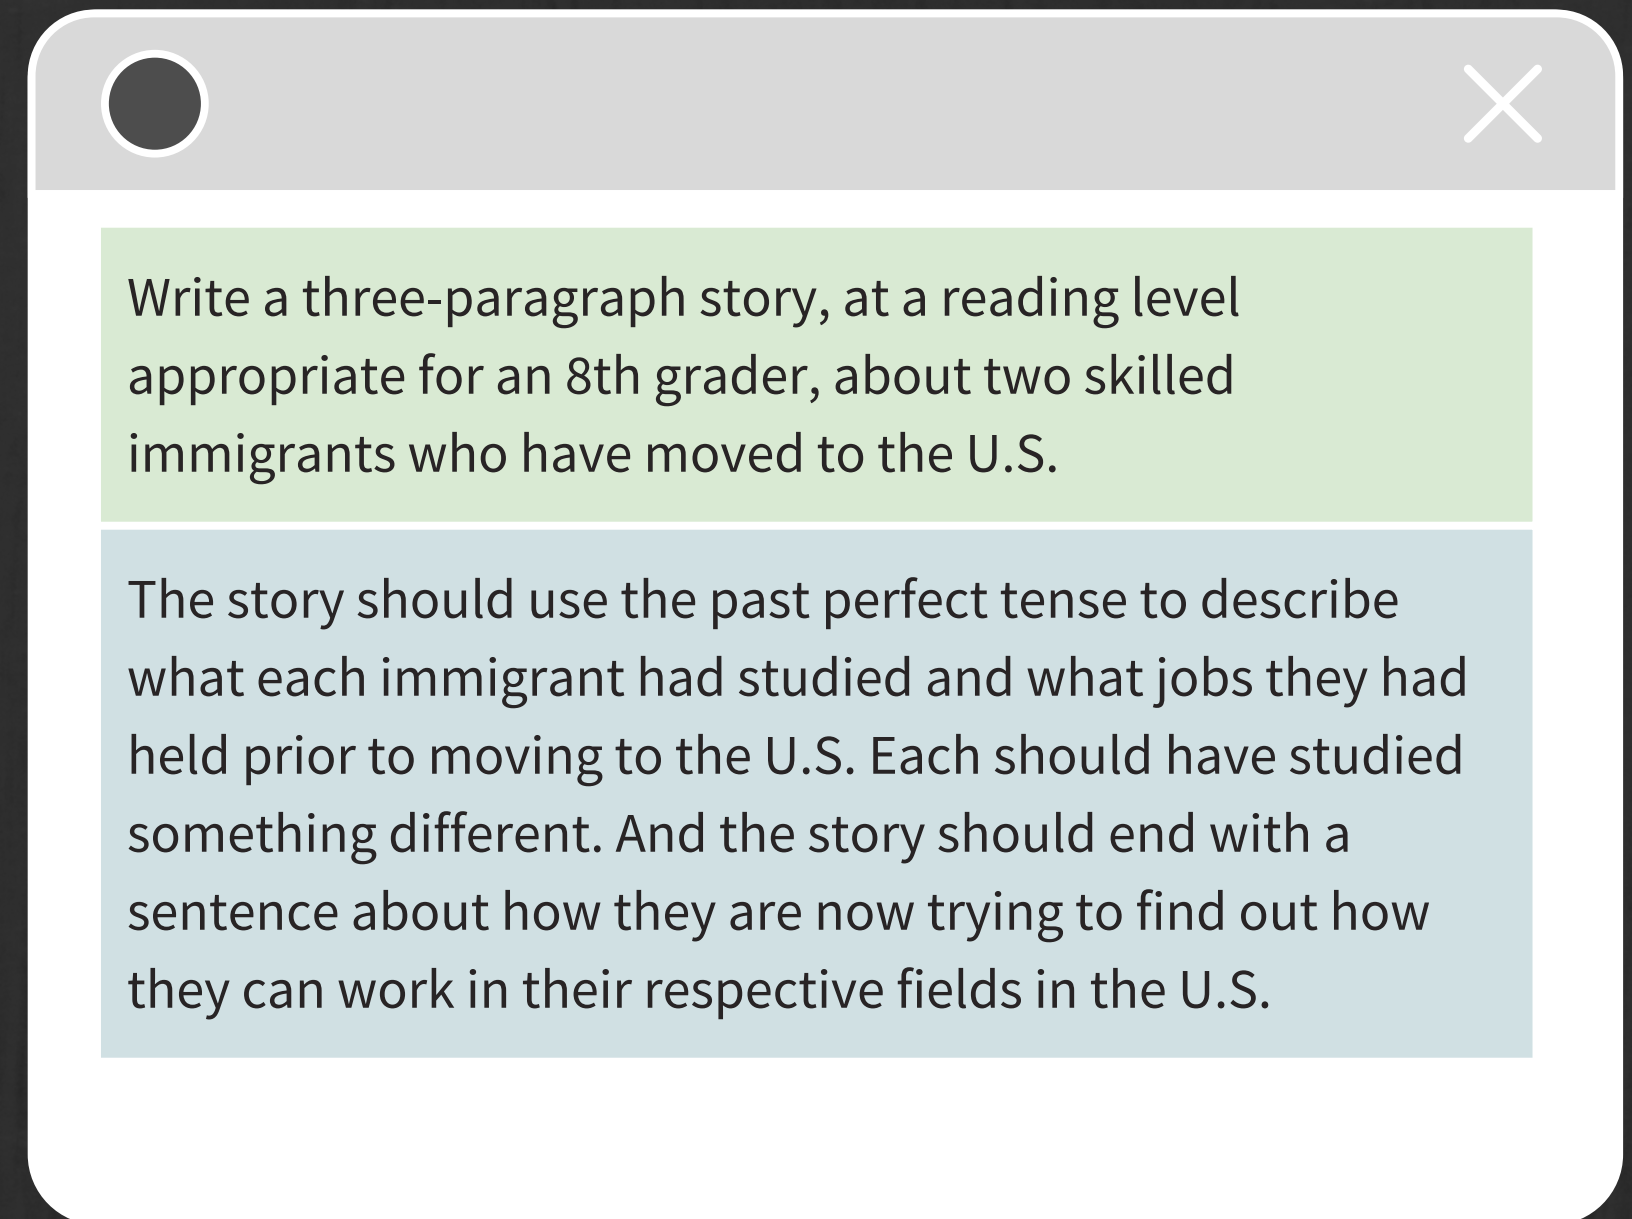 Write a three-paragraph story, at a reading level
appropriate for an 8th grader, about two skilled
immigrants who have moved to the U.S.
The story should use the past perfect tense to describe
what each immigrant had studied and what jobs they had
held prior to moving to the U.S. Each should have studied
something different. And the story should end with a
sentence about how they are now trying to find out how
they can work in their respective fields in the U.S.